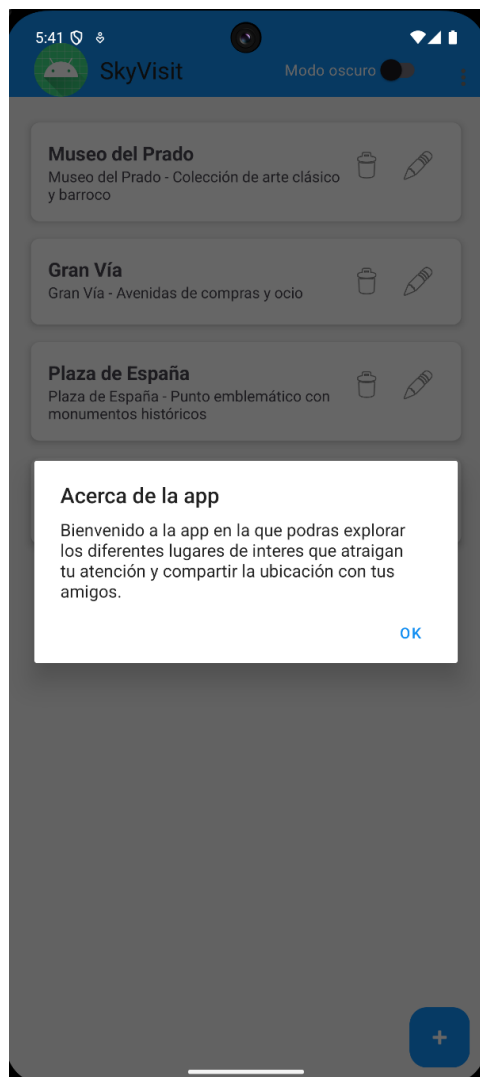 5:41
SkyVisit
Modo oscuro
Museo del Prado
Museo del Prado - Colección de arte clásico
y barroco
Gran Vía
Gran Vía - Avenidas de compras y ocio
Plaza de España
Plaza de España - Punto emblemático con
monumentos históricos
Acerca de la app
Bienvenido a la app en la que podras explorar
los diferentes lugares de interes que atraigan
tu atención y compartir la ubicación con tus
amigos.
OK
+